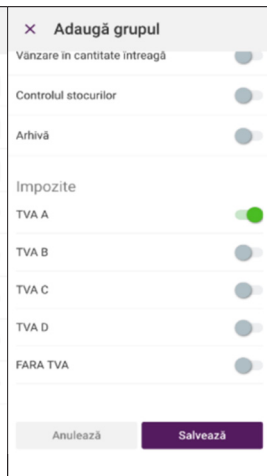 × Adaugă grupul
Vânzare în cantitate întreagă
Controlul stocurilor
Arhivă
Impozite
TVA A
TVA B
TVA C
TVA D
FARA TVA
Anulează Salvează